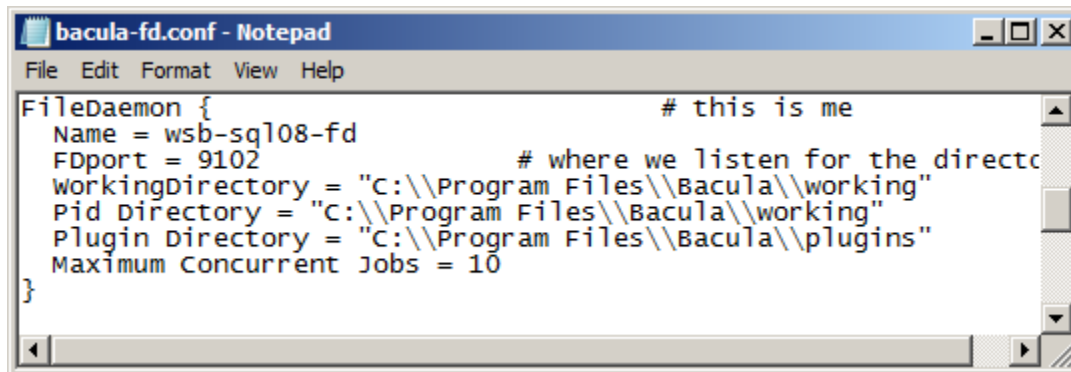 bacula-fd.conf - Notepad
File Edit Format View Help
FileDaemon { # this is me
Name = wsb-sql08-fd
FDport = 9102 # where we listen for the directo
WorkingDirectory = "C:\\Program Files\\Bacula\\working"
Pid Directory = "C:\\Program Files\\Bacula\\working"
Plugin Directory = "C:\\Program Files\\Bacula\\plugins"
Maximum Concurrent Jobs = 10
}